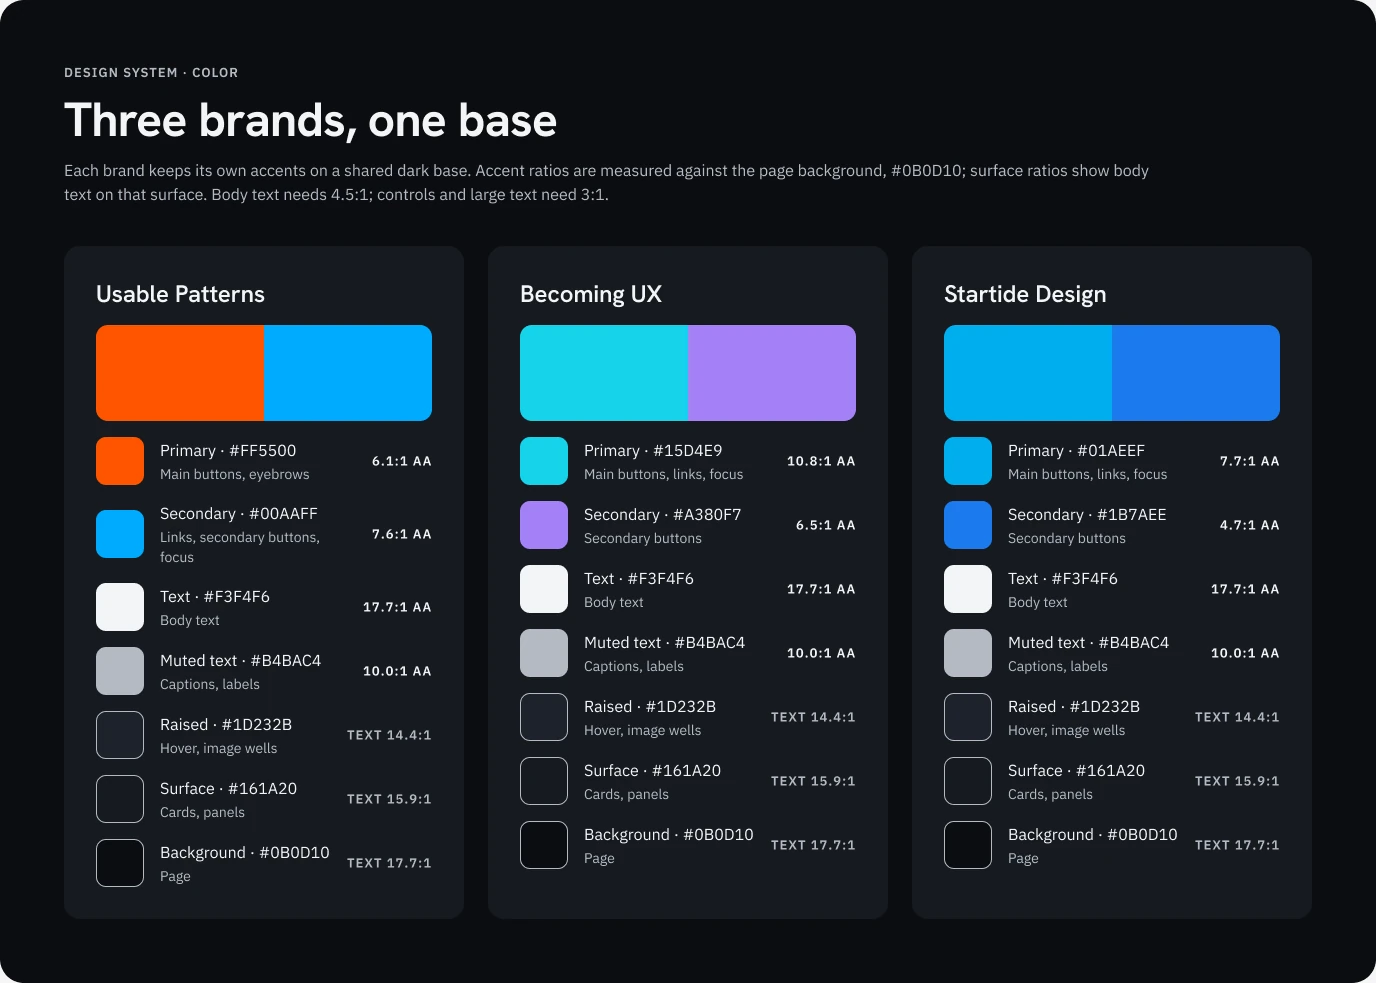 DESIGN SYSTEM · COLOR
Three brands, one base
Each brand keeps its own accents on a shared dark base. Accent ratios are measured against the page background, #0B0D10; surface ratios show body
text on that surface. Body text needs 4.5:1; controls and large text need 3:1.
Usable Patterns
Primary · #FF5500
Main buttons, eyebrows
6.1:1 AA
Secondary · #00AAFF
Links, secondary buttons,
focus
7.6:1 AA
Text · #F3F4F6
Body text
17.7:1 AA
Muted text · #B4BAC4
Captions, labels
10.0:1 AA
Raised · #1D232B
Hover, image wells
TEXT 14.4:1
Surface · #161A20
Cards, panels
TEXT 15.9:1
Background · #0B0D10
Page
TEXT 17.7:1
Becoming UX
Primary · #15D4E9
Main buttons, links, focus
10.8:1 AA
Secondary · #A380F7
Secondary buttons
6.5:1 AA
Text · #F3F4F6
Body text
17.7:1 AA
Muted text · #B4BAC4
Captions, labels
10.0:1 AA
Raised · #1D232B
Hover, image wells
TEXT 14.4:1
Surface · #161A20
Cards, panels
TEXT 15.9:1
Background · #0B0D10
Page
TEXT 17.7:1
Startide Design
Primary · #01AEEF
Main buttons, links, focus
7.7:1 AA
Secondary · #1B7AEE
Secondary buttons
4.7:1 AA
Text · #F3F4F6
Body text
17.7:1 AA
Muted text · #B4BAC4
Captions, labels
10.0:1 AA
Raised · #1D232B
Hover, image wells
TEXT 14.4:1
Surface · #161A20
Cards, panels
TEXT 15.9:1
Background · #0B0D10
Page
TEXT 17.7:1